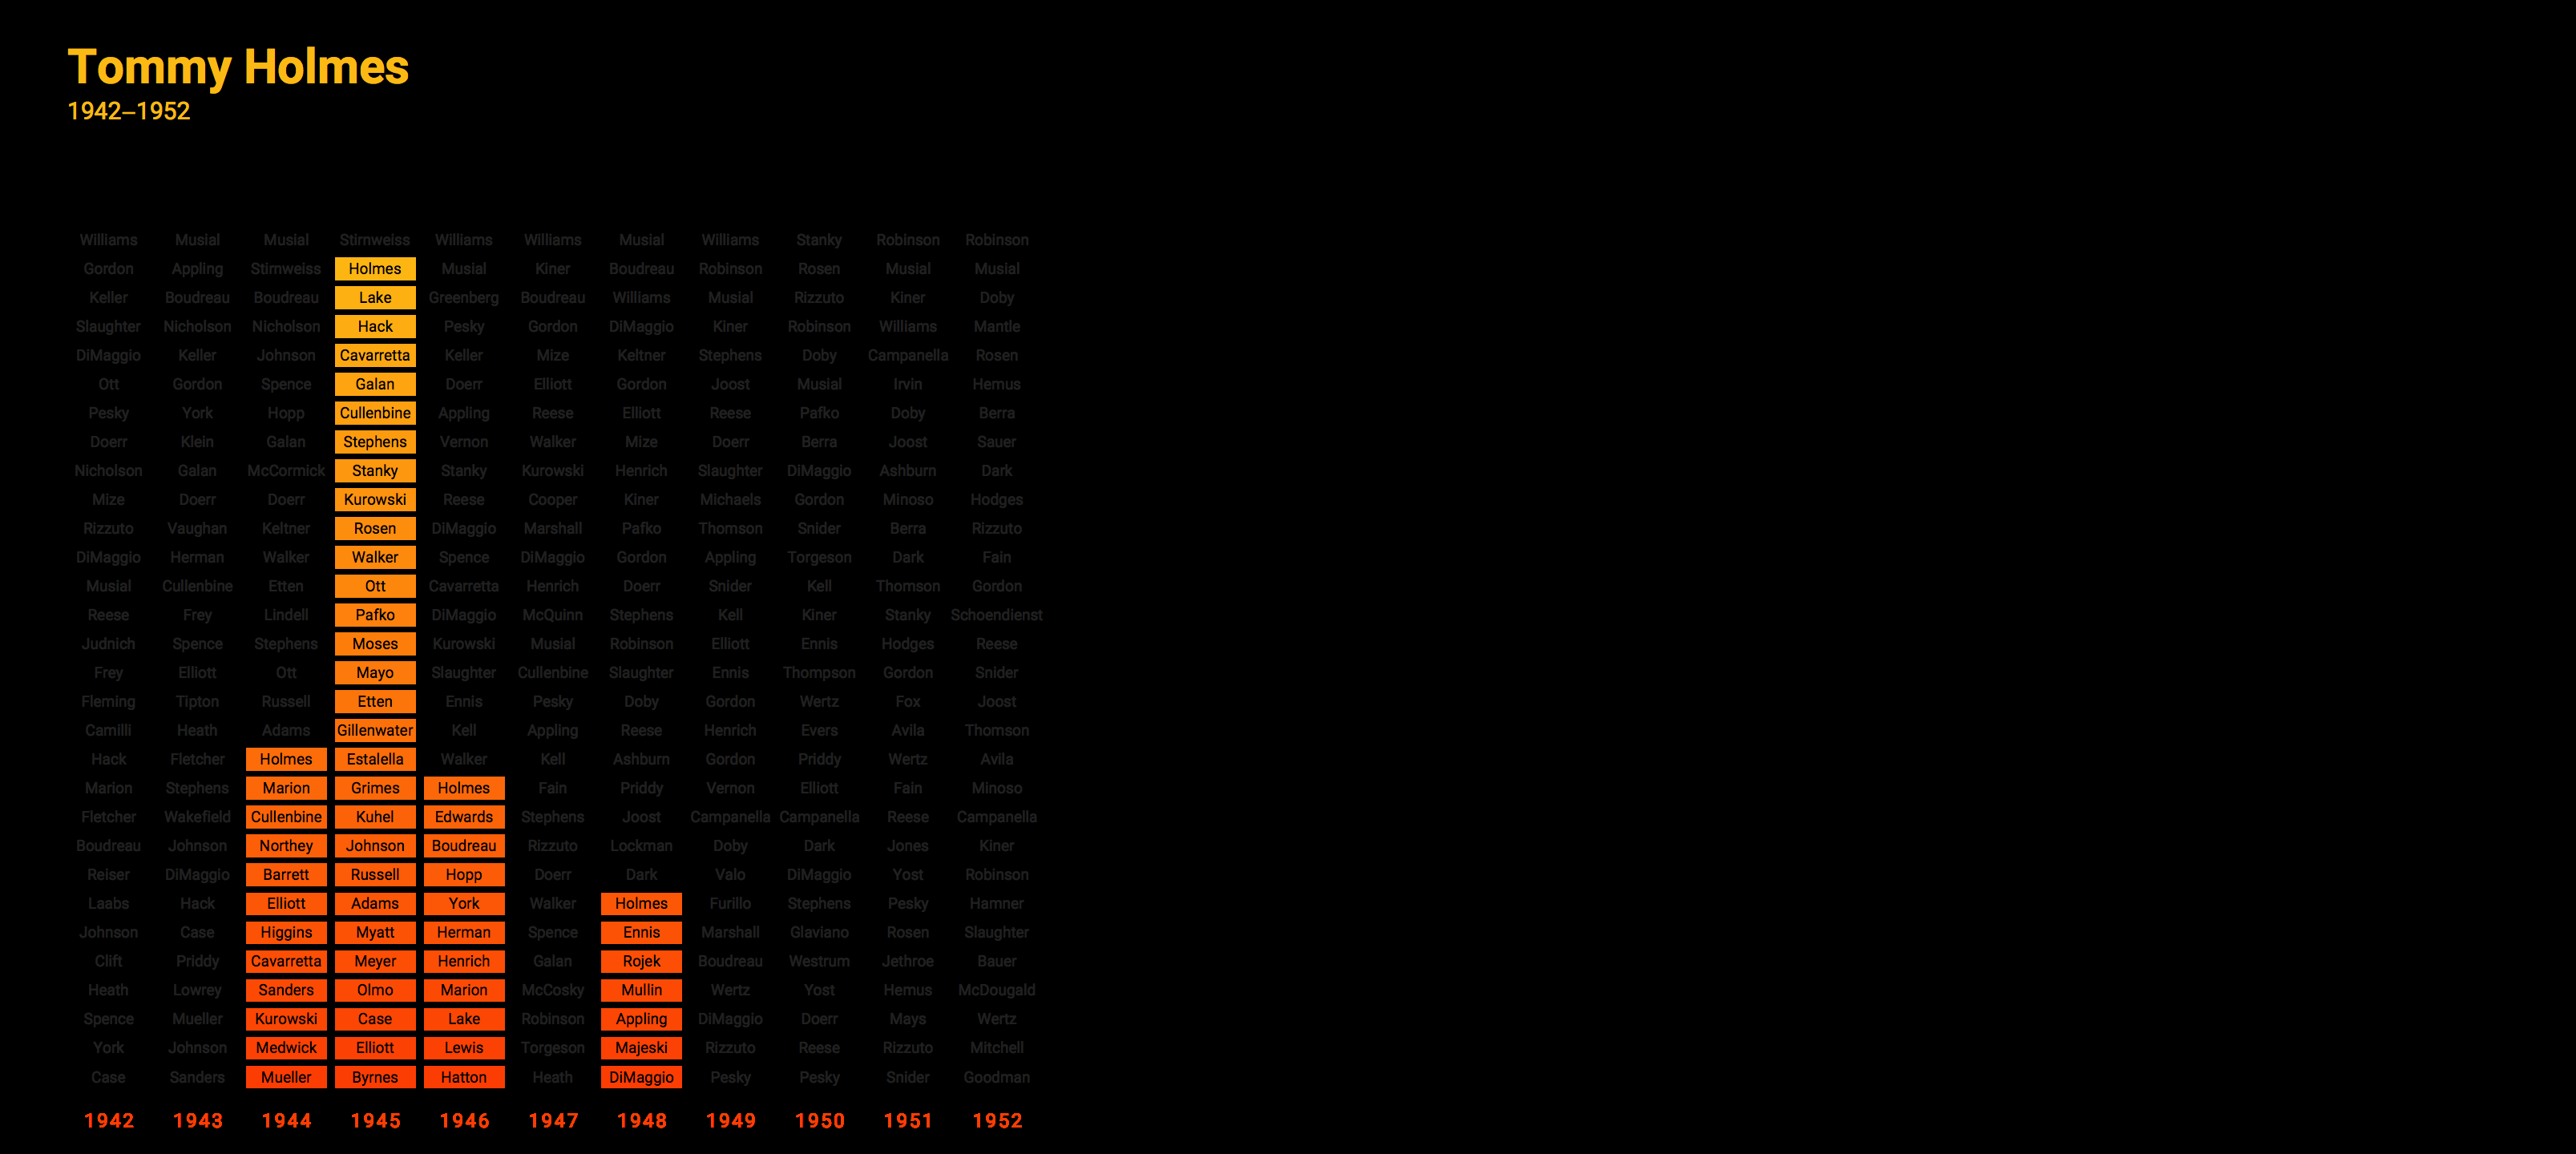 Tommy Holmes
1942–1952
Williams Musial Musial Stirnweiss Williams Williams Musial Williams Stanky Robinson Robinson
Gordon Appling Stirnweiss Holmes Musial Kiner Boudreau Robinson Rosen Musial Musial
Keller Boudreau Boudreau Lake Greenberg Boudreau Williams Musial Rizzuto Kiner Doby
Slaughter Nicholson Nicholson Hack Pesky Gordon DiMaggio Kiner Robinson Williams Mantle
DiMaggio Keller Johnson Cavarretta Keller Mize Keltner Stephens Doby Campanella Rosen
Ott Gordon Spence Galan Doerr Elliott Gordon Joost Musial Irvin Hemus
Pesky York Hopp Cullenbine Appling Reese Elliott Reese Pafko Doby Berra
Doerr Klein Galan Stephens Vernon Walker Mize Doerr Berra Joost Sauer
Nicholson Galan McCormick Stanky Stanky Kurowski Henrich Slaughter DiMaggio Ashburn Dark
Mize Doerr Doerr Kurowski Reese Cooper Kiner Michaels Gordon Minoso Hodges
Rizzuto Vaughan Keltner Rosen DiMaggio Marshall Pafko Thomson Snider Berra Rizzuto
DiMaggio Herman Walker Walker Spence DiMaggio Gordon Appling Torgeson Dark Fain
Musial Cullenbine Etten Ott Cavarretta Henrich Doerr Snider Kell Thomson Gordon
Reese Frey Lindell Pafko DiMaggio McQuinn Stephens Kell Kiner Stanky Schoendienst
Judnich Spence Stephens Moses Kurowski Musial Robinson Elliott Ennis Hodges Reese
Frey Elliott Ott Mayo Slaughter Cullenbine Slaughter Ennis Thompson Gordon Snider
Fleming Tipton Russell Etten Ennis Pesky Doby Gordon Wertz Fox Joost
Camilli Heath Adams Gillenwater Kell Appling Reese Henrich Evers Avila Thomson
Hack Fletcher Holmes Estalella Walker Kell Ashburn Gordon Priddy Wertz Avila
Marion Stephens Marion Grimes Holmes Fain Priddy Vernon Elliott Fain Minoso
Fletcher Wakefield Cullenbine Kuhel Edwards Stephens Joost Campanella Campanella Reese Campanella
Boudreau Johnson Northey Johnson Boudreau Rizzuto Lockman Doby Dark Jones Kiner
Reiser DiMaggio Barrett Russell Hopp Doerr Dark Valo DiMaggio Yost Robinson
Laabs Hack Elliott Adams York Walker Holmes Furillo Stephens Pesky Hamner
Johnson Case Higgins Myatt Herman Spence Ennis Marshall Glaviano Rosen Slaughter
Clift Priddy Cavarretta Meyer Henrich Galan Rojek Boudreau Westrum Jethroe Bauer
Heath Lowrey Sanders Olmo Marion McCosky Mullin Wertz Yost Hemus McDougald
Spence Mueller Kurowski Case Lake Robinson Appling DiMaggio Doerr Mays Wertz
York Johnson Medwick Elliott Lewis Torgeson Majeski Rizzuto Reese Rizzuto Mitchell
Case Sanders Mueller Byrnes Hatton Heath DiMaggio Pesky Pesky Snider Goodman
1942 1943 1944 1945 1946 1947 1948 1949 1950 1951 1952